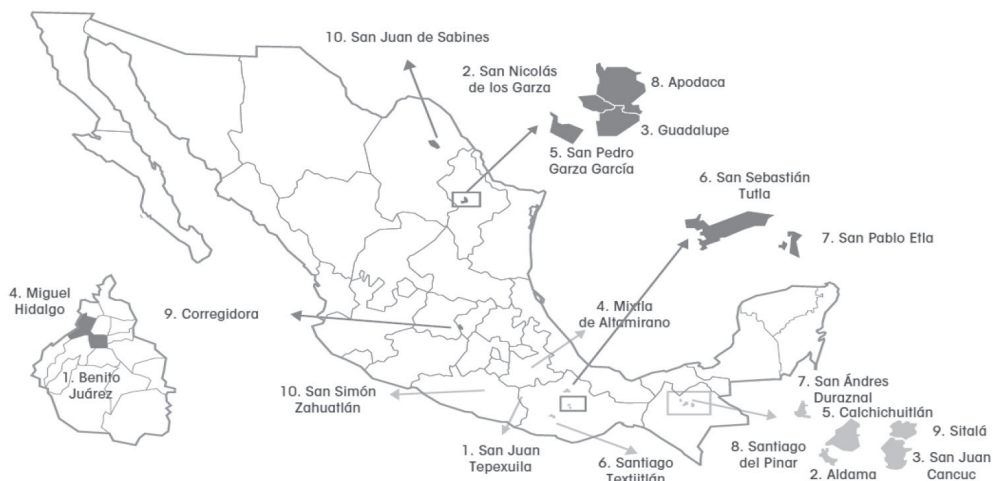 10. San Juan de Sabines
2. San Nicolás
de los Garza
8. Apodaca
3. Guadalupe
5. San Pedro
Garza García
6. San Sebastián
Tutla
7. San Pablo Etla
4. Miguel
Hidalgo
1. Benito
Juárez
9. Corregidora
4. Mixtla
de Altamirano
10. San Simón
Zahuatlán
1. San Juan
Tepexuila
6. Santiago
Textjitlán
7. San Ándres
Duraznal
5. Calchichuitlán
9. Sitalá
8. Santiago
del Pinar
3. San Juan
Cancuc
2. Aldama